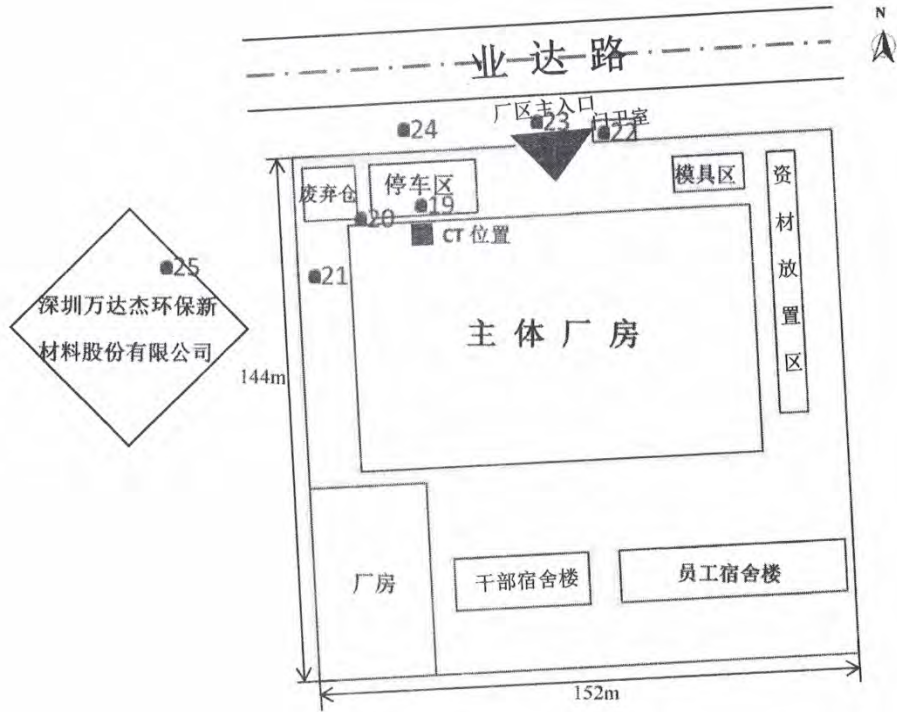 N
业达路
厂区主入口
门卫室
24
23
22
废弃仓
停车区
模具区
资材放置区
20
19
CT 位置
21
25
深圳万达杰环保新
材料股份有限公司
主体厂房
144m
厂房
干部宿舍楼
员工宿舍楼
152m